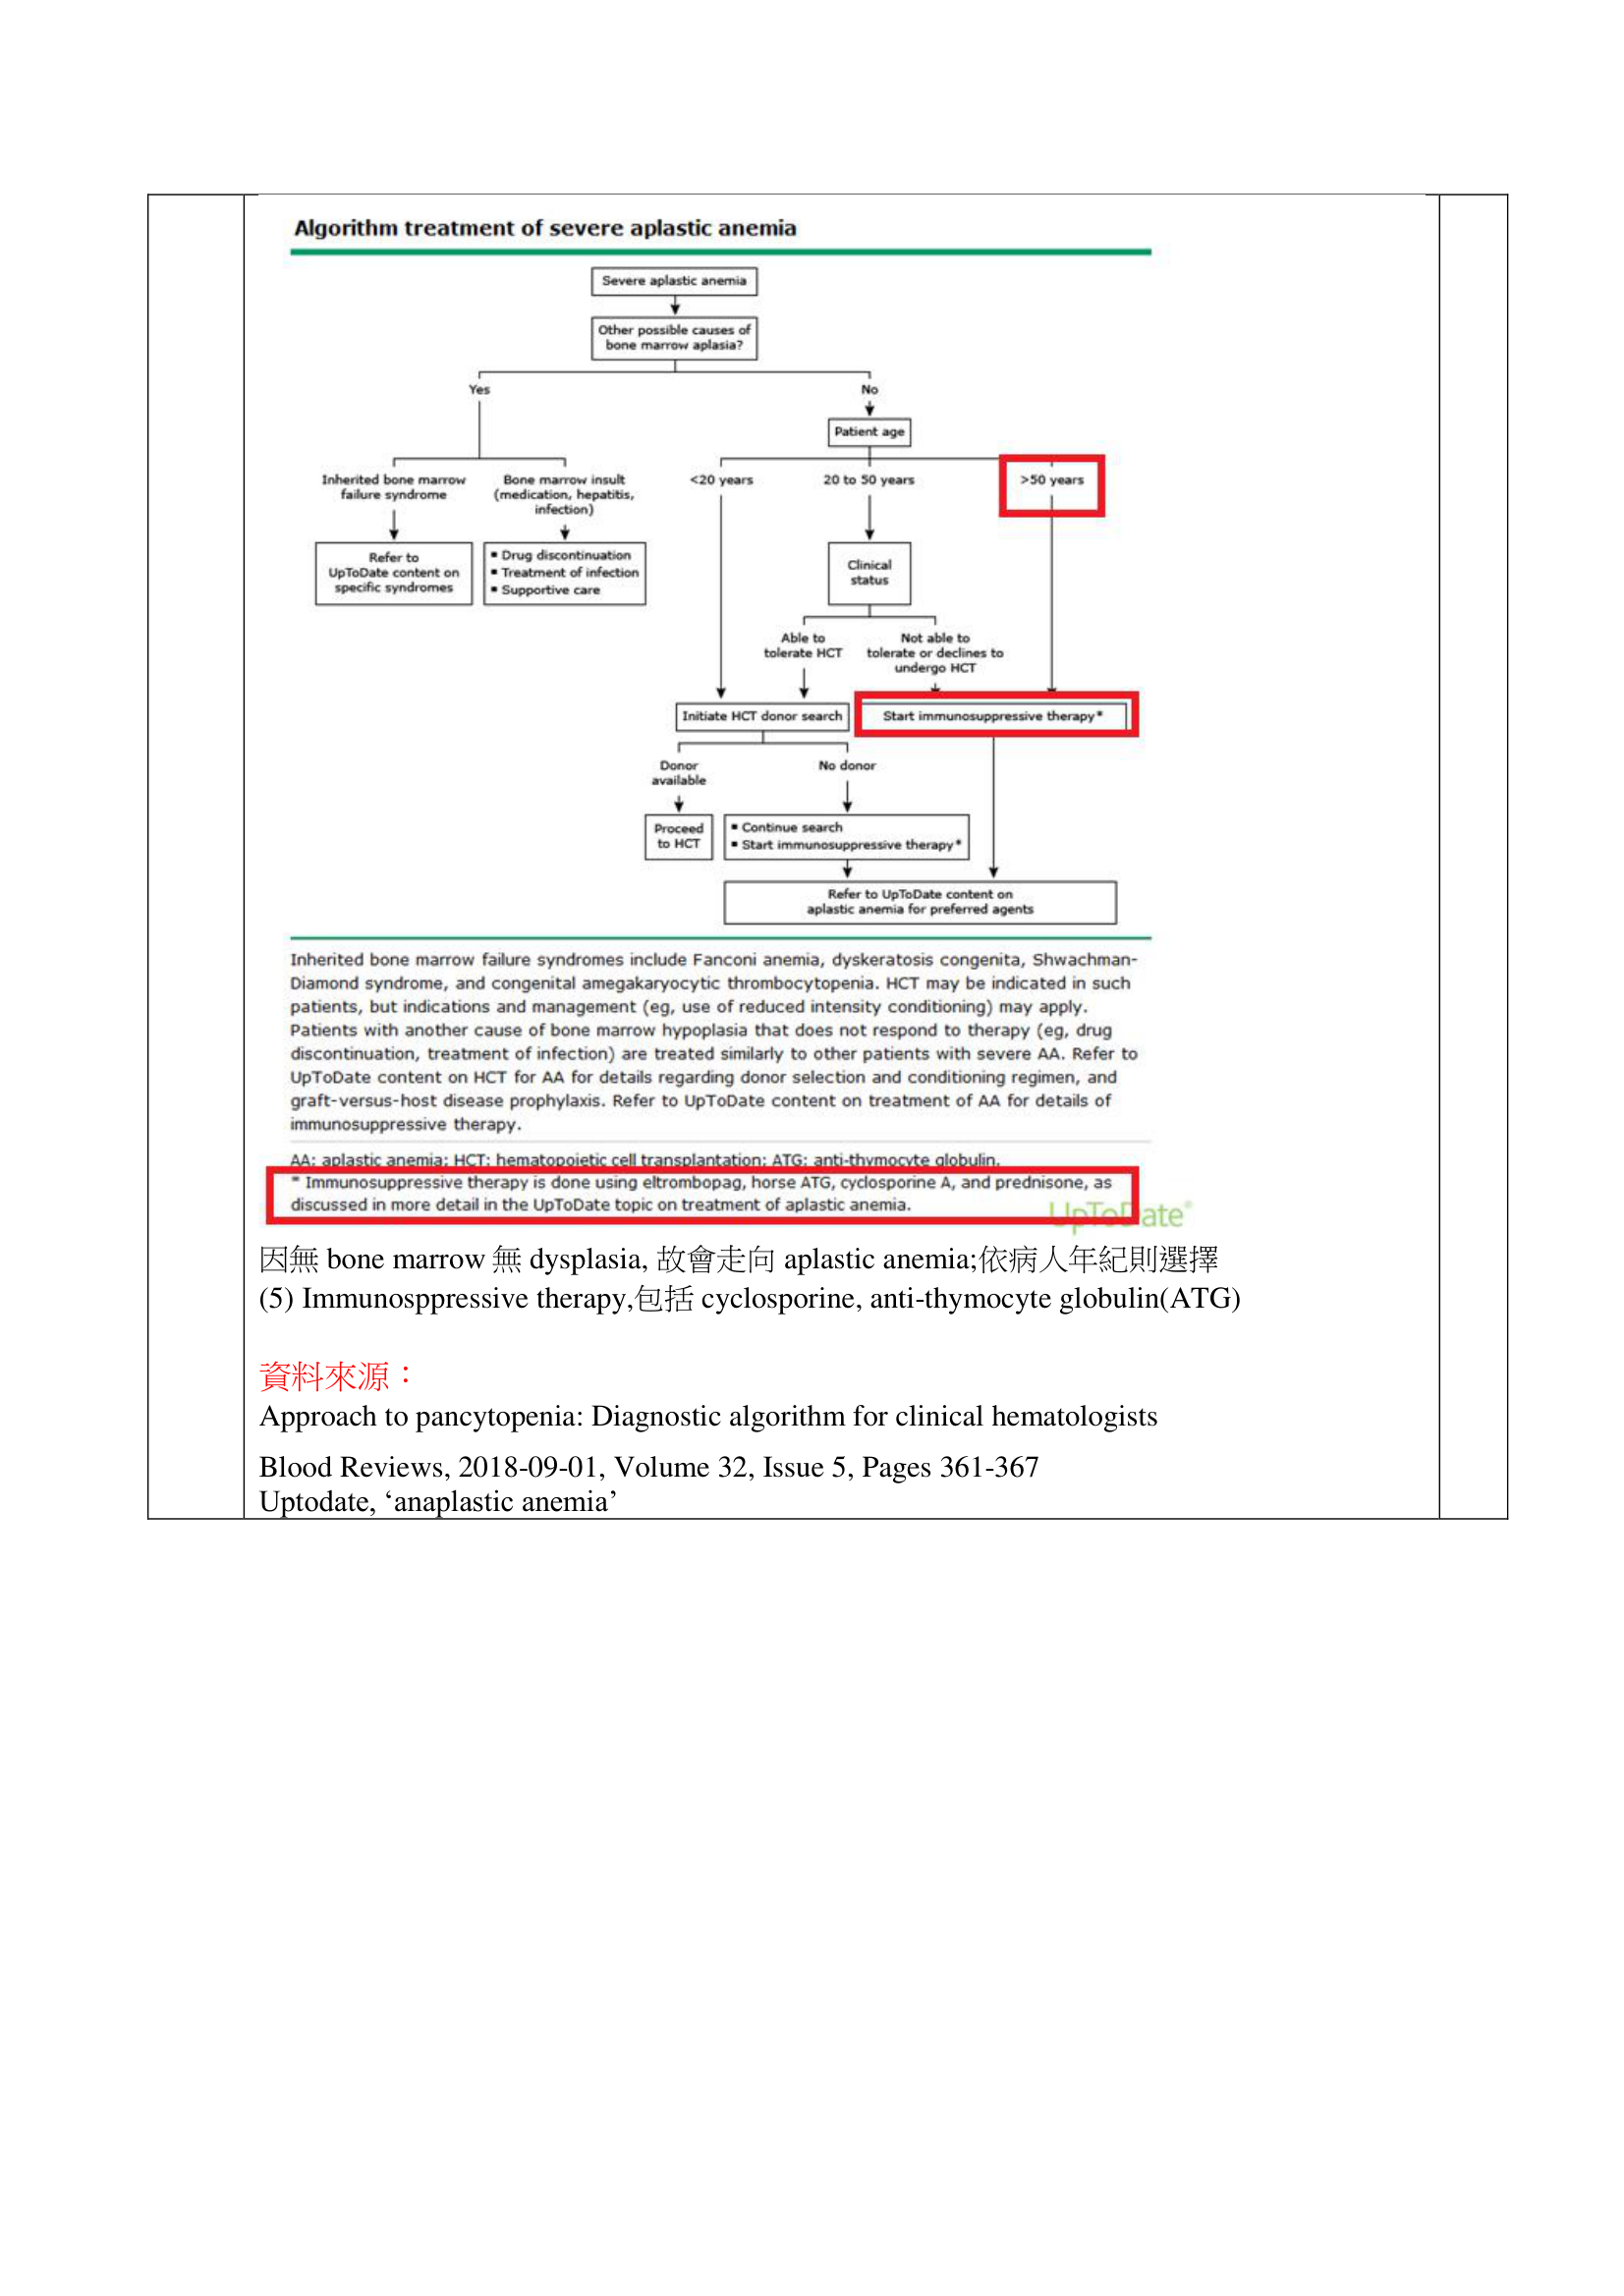 Algorithm treatment of severe aplastic anemia
Severe aplastic anemia
Other possible causes of
bone marrow aplasia?
Yes
No
Patient age
Inherited bone marrow
failure syndrome
Bone marrow insult
(medication, hepatitis,
infection)
<20 years
20 to 50 years
>50 years
Refer to
UpToDate content on
specific syndromes
▪ Drug discontinuation
▪ Treatment of infection
▪ Supportive care
Clinical
status
Able to
tolerate HCT
Not able to
tolerate or declines to
undergo HCT
Initiate HCT donor search
Start immunosuppressive therapy*
Donor
available
No donor
Proceed
to HCT
▪ Continue search
▪ Start immunosuppressive therapy*
Refer to UpToDate content on
aplastic anemia for preferred agents
Inherited bone marrow failure syndromes include Fanconi anemia, dyskeratosis congenita, Shwachman-
Diamond syndrome, and congenital amegakaryocytic thrombocytopenia. HCT may be indicated in such
patients, but indications and management (eg, use of reduced intensity conditioning) may apply.
Patients with another cause of bone marrow hypoplasia that does not respond to therapy (eg, drug
discontinuation, treatment of infection) are treated similarly to other patients with severe AA. Refer to
UpToDate content on HCT for AA for details regarding donor selection and conditioning regimen, and
graft-versus-host disease prophylaxis. Refer to UpToDate content on treatment of AA for details of
immunosuppressive therapy.
AA: aplastic anemia; HCT: hematopoietic cell transplantation; ATG: anti-thymocyte globulin.
* Immunosuppressive therapy is done using eltrombopag, horse ATG, cyclosporine A, and prednisone, as
discussed in more detail in the UpToDate topic on treatment of aplastic anemia.
UpToDate®
因無 bone marrow 無 dysplasia, 故會走向 aplastic anemia;依病人年紀則選擇
(5) Immunosppressive therapy,包括 cyclosporine, anti-thymocyte globulin(ATG)
資料來源：
Approach to pancytopenia: Diagnostic algorithm for clinical hematologists
Blood Reviews, 2018-09-01, Volume 32, Issue 5, Pages 361-367
Uptodate, ‘anaplastic anemia’